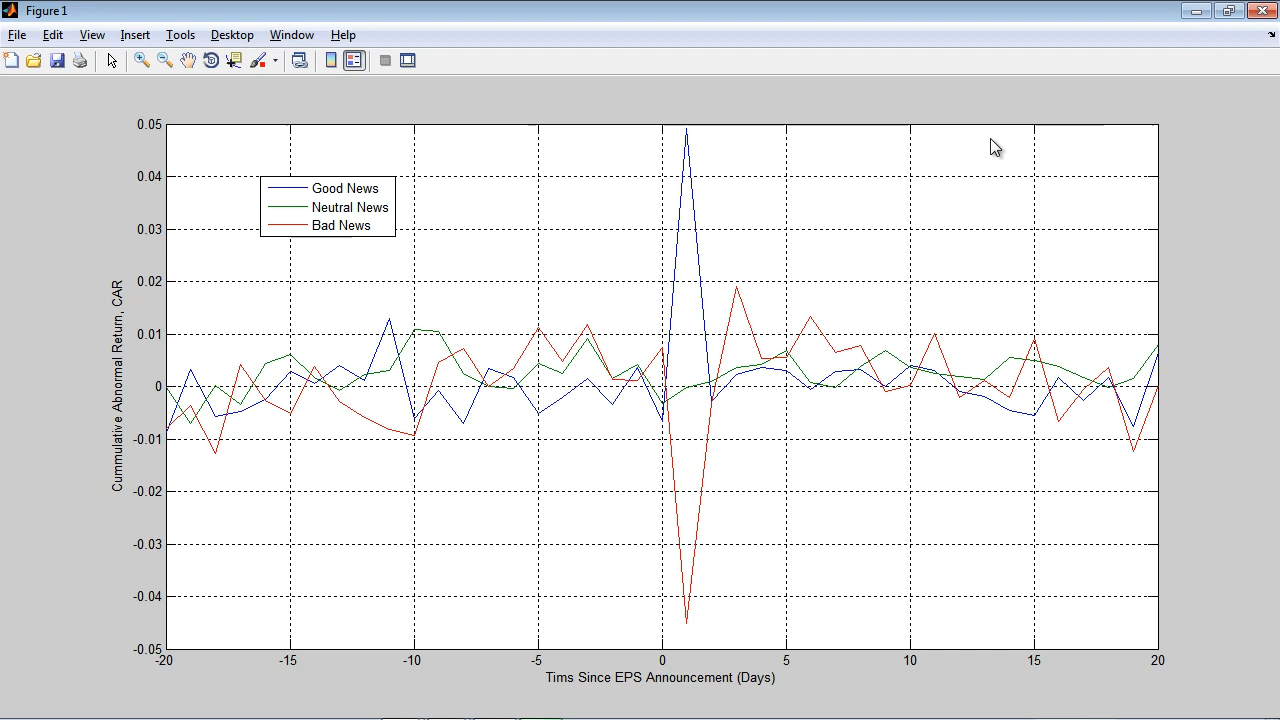 Figure 1
File Edit View Insert Tools Desktop Window Help
Good News
Neutral News
Bad News
0.05
0.04
0.03
0.02
0.01
0
-0.01
-0.02
-0.03
-0.04
-0.05
Cummulative Abnormal Return, CAR
-20 -15 -10 -5 0 5 10 15 20
Tims Since EPS Announcement (Days)